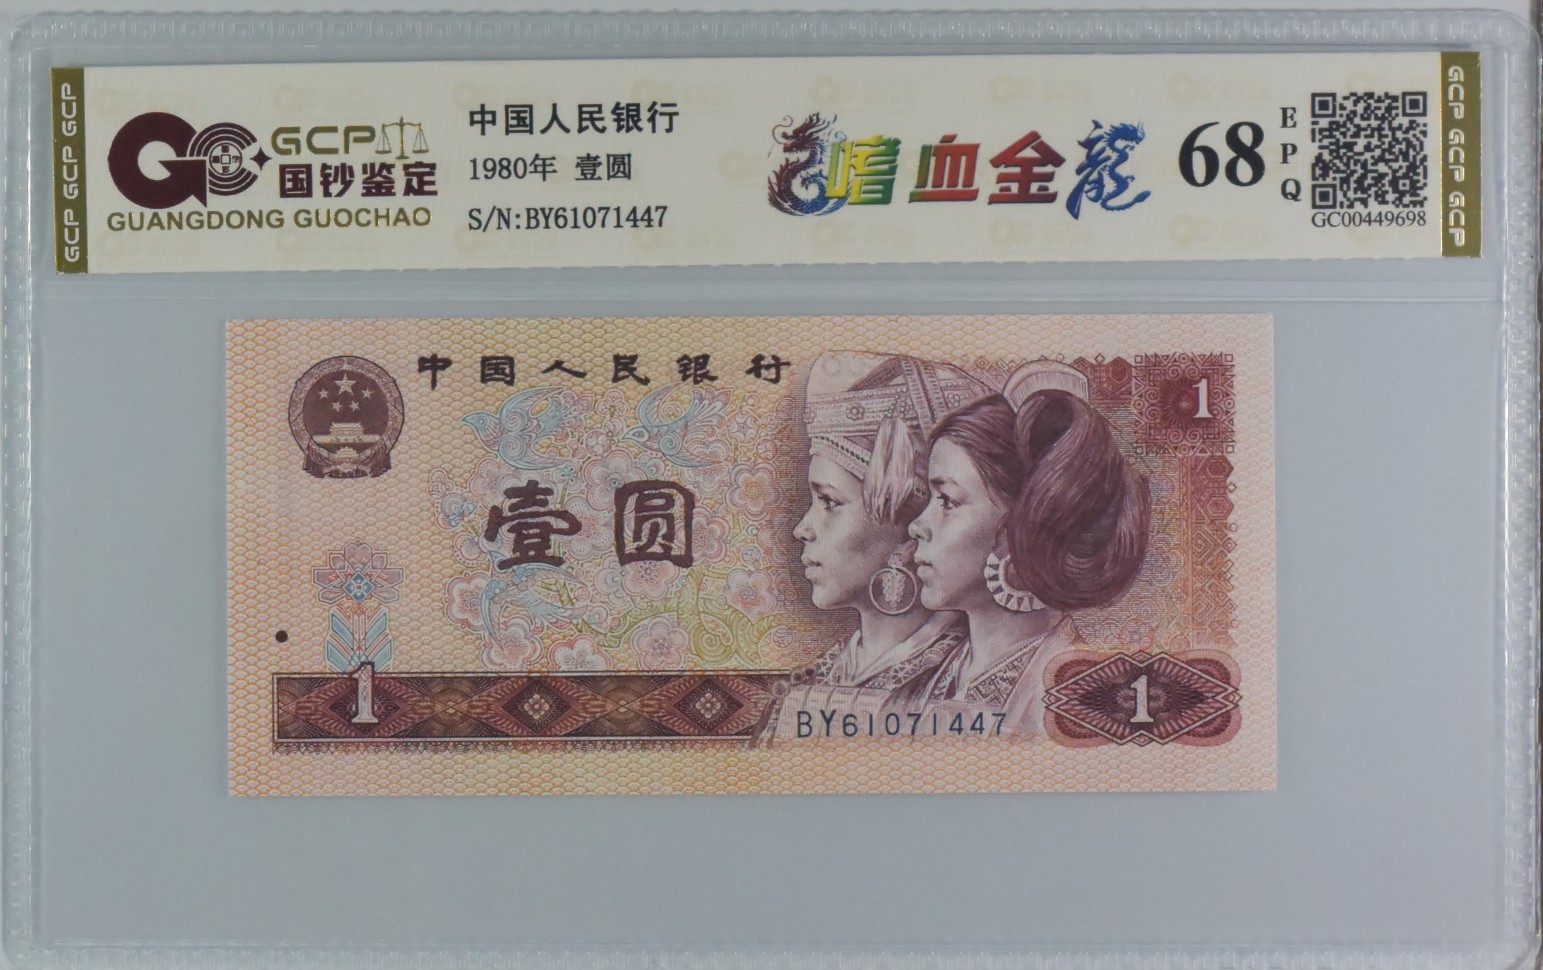 GCP GCP GCP
GCP
国钞鉴定
GUANGDONG GUOCHAO
中国人民银行
1980年 壹圆
S/N:BY61071447
嗜血金龍
68
EPQ
GC00449698
GCP GCP GCP
中国人民银行
1
壹圆
1
BY61071447
1